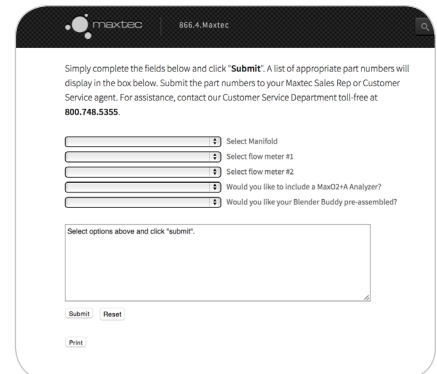 maxtec 866.4.Maxtec
Simply complete the fields below and click "Submit". A list of appropriate part numbers will
display in the box below. Submit the part numbers to your Maxtec Sales Rep or Customer
Service agent. For assistance, contact our Customer Service Department toll-free at
800.748.5355.
Select Manifold
Select flow meter #1
Select flow meter #2
Would you like to include a MaxO2+A Analyzer?
Would you like your Blender Buddy pre-assembled?
Select options above and click "submit".
Submit Reset
Print